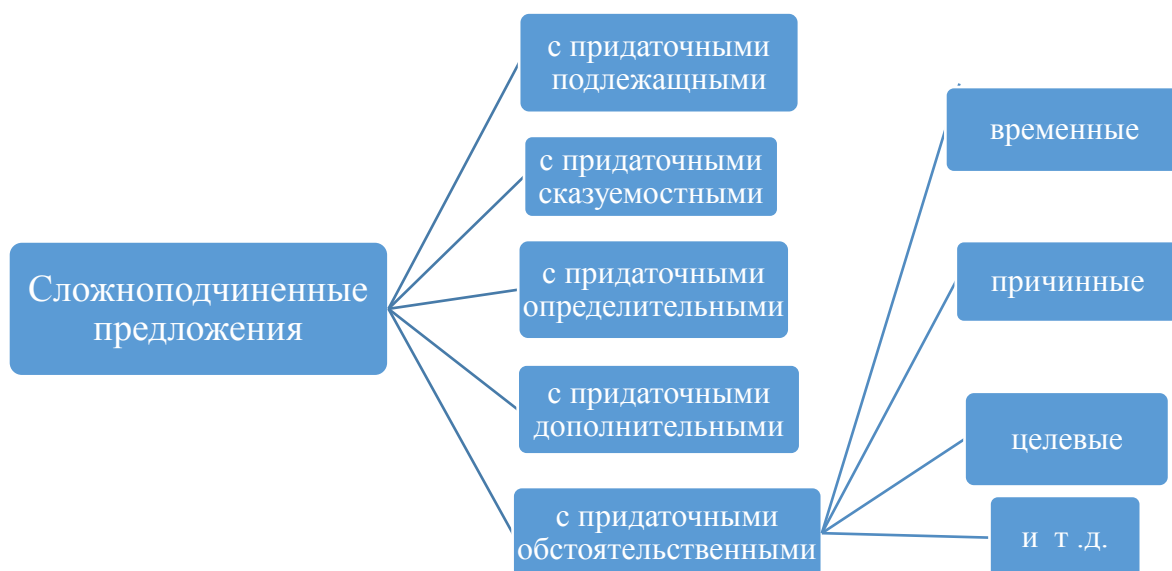 Сложноподчиненные
предложения
с придаточными
подлежащными
с придаточными
сказуемостными
с придаточными
определительными
с придаточными
дополнительными
с придаточными
обстоятельственными
временные
причинные
целевые
и т .д.